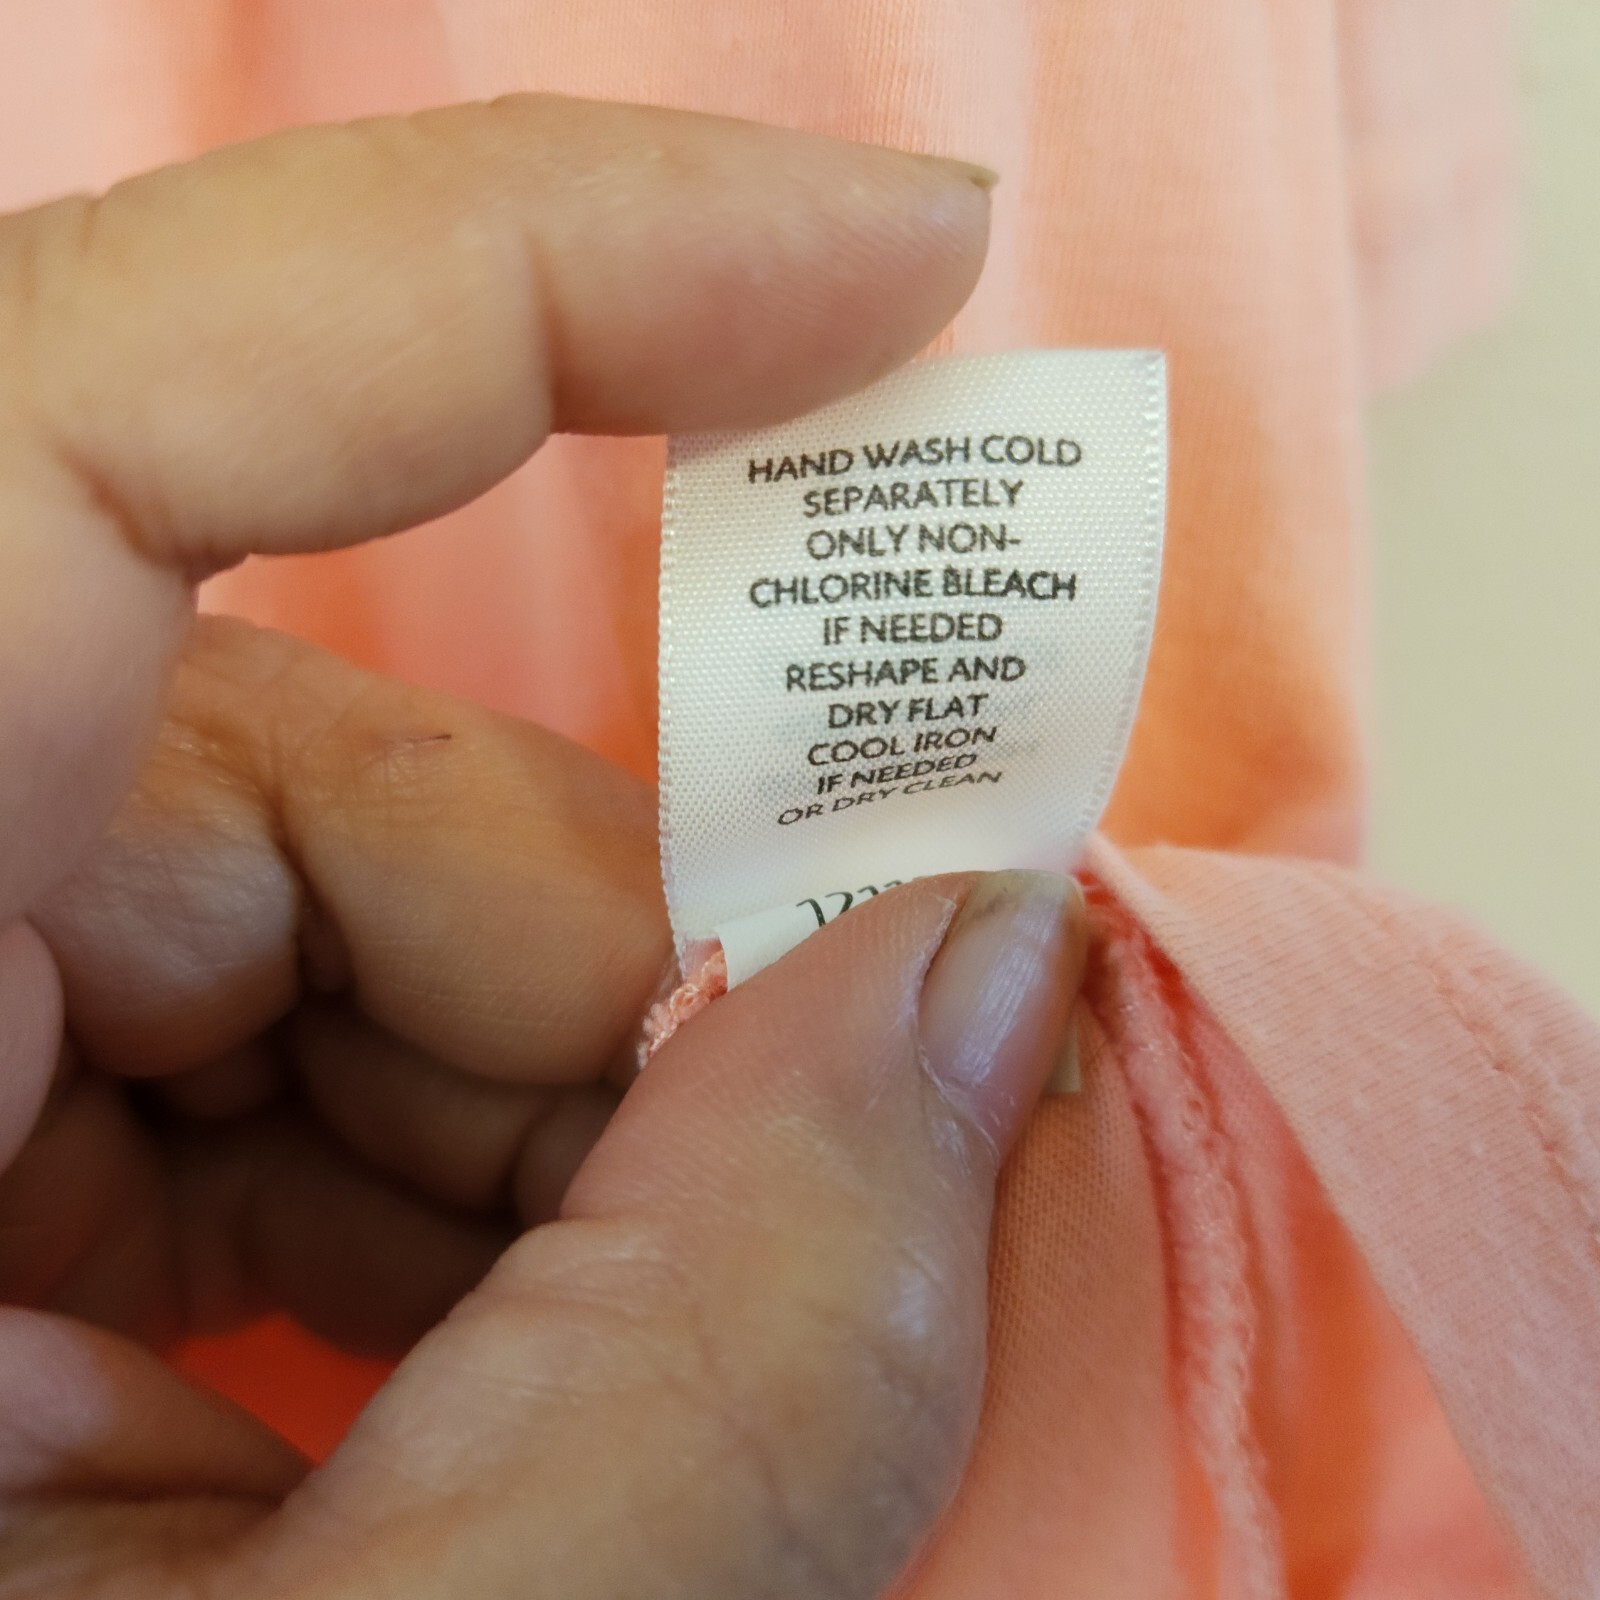 HAND WASH COLD
SEPARATELY
ONLY NON-
CHLORINE BLEACH
IF NEEDED
RESHAPE AND
DRY FLAT
COOL IRON
IF NEEDED
OR DRY CLEAN